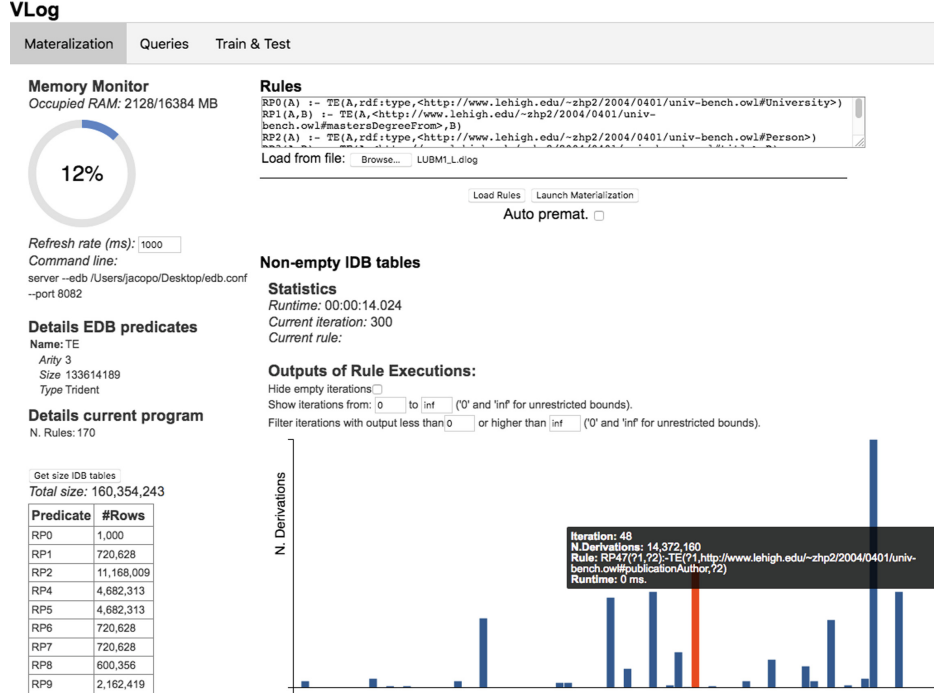 VLog
Materalization Queries Train & Test
Memory Monitor
Occupied RAM: 2128/16384 MB
12%
Refresh rate (ms): 1000
Command line:
server --edb /Users/jacopo/Desktop/edb.conf
--port 8082
Details EDB predicates
Name: TE
Arity 3
Size 133614189
Type Trident
Details current program
N. Rules: 170
Get size IDB tables
Total size: 160,354,243
Predicate #Rows
RP0 1,000
RP1 720,628
RP2 11,168,009
RP4 4,682,313
RP5 4,682,313
RP6 720,628
RP7 720,628
RP8 600,356
RP9 2,162,419
Rules
RP0(A) :- TE(A,rdf:type,<http://www.lehigh.edu/~zhp2/2004/0401/univ-bench.owl#University>)
RP1(A,B) :- TE(A,<http://www.lehigh.edu/~zhp2/2004/0401/univ-
bench.owl#mastersDegreeFrom>,B)
RP2(A) :- TE(A,rdf:type,<http://www.lehigh.edu/~zhp2/2004/0401/univ-bench.owl#Person>)
Load from file: Browse... LUBM1_L.dlog
Load Rules Launch Materialization
Auto premat.
Non-empty IDB tables
Statistics
Runtime: 00:00:14.024
Current iteration: 300
Current rule:
Outputs of Rule Executions:
Hide empty iterations
Show iterations from: 0 to inf ('0' and 'inf' for unrestricted bounds).
Filter iterations with output less than 0 or higher than inf ('0' and 'inf' for unrestricted bounds).
N. Derivations
Iteration: 48
N.Derivations: 14,372,160
Rule: RP47(?1,?2):-TE(?1,http://www.lehigh.edu/~zhp2/2004/0401/univ-
bench.owl#publicationAuthor,?2)
Runtime: 0 ms.